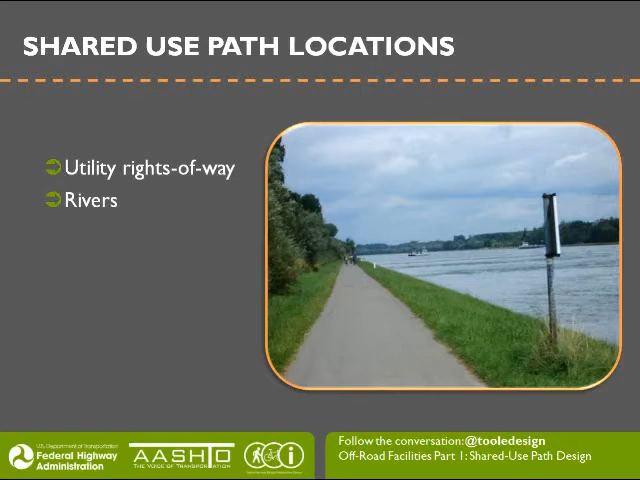 SHARED USE PATH LOCATIONS
Utility rights-of-way
Rivers
U.S. Department of Transportation
Federal Highway
Administration
AASHTO
THE VOICE OF TRANSPORTATION
Follow the conversation: @tooledesign
Off-Road Facilities Part 1: Shared-Use Path Design